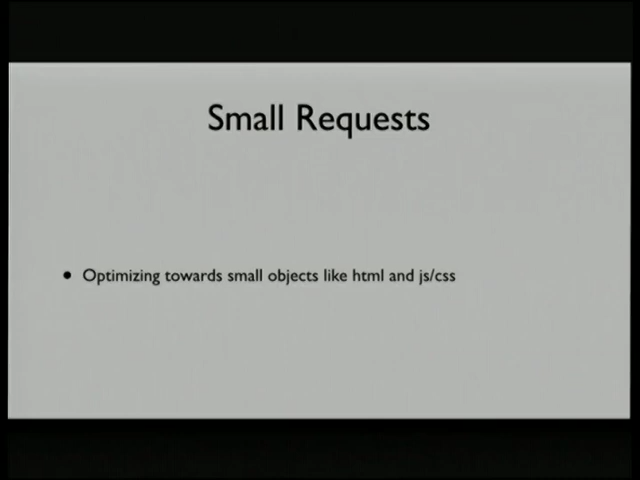 Small Requests
• Optimizing towards small objects like html and js/css